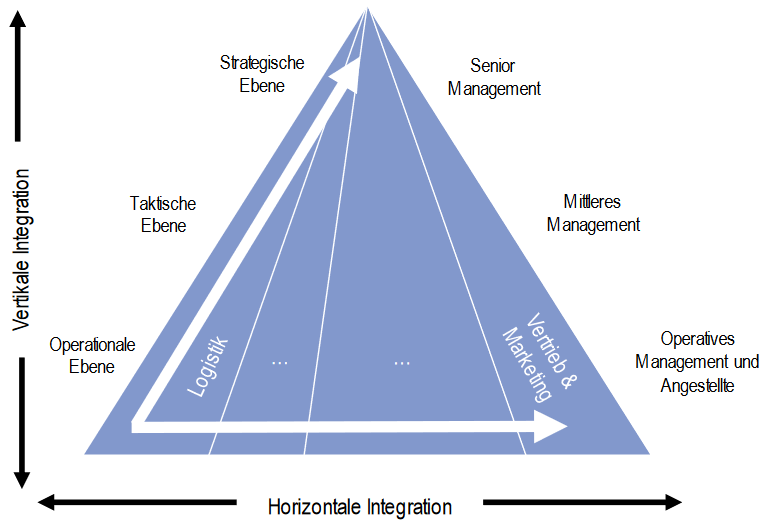 Strategische
Ebene
Senior
Management
Taktische
Ebene
Mittleres
Management
Vertikale Integration
Operationale
Ebene
Logistik
...
...
Vertrieb &
Marketing
Operatives
Management und
Angestellte
Horizontale Integration